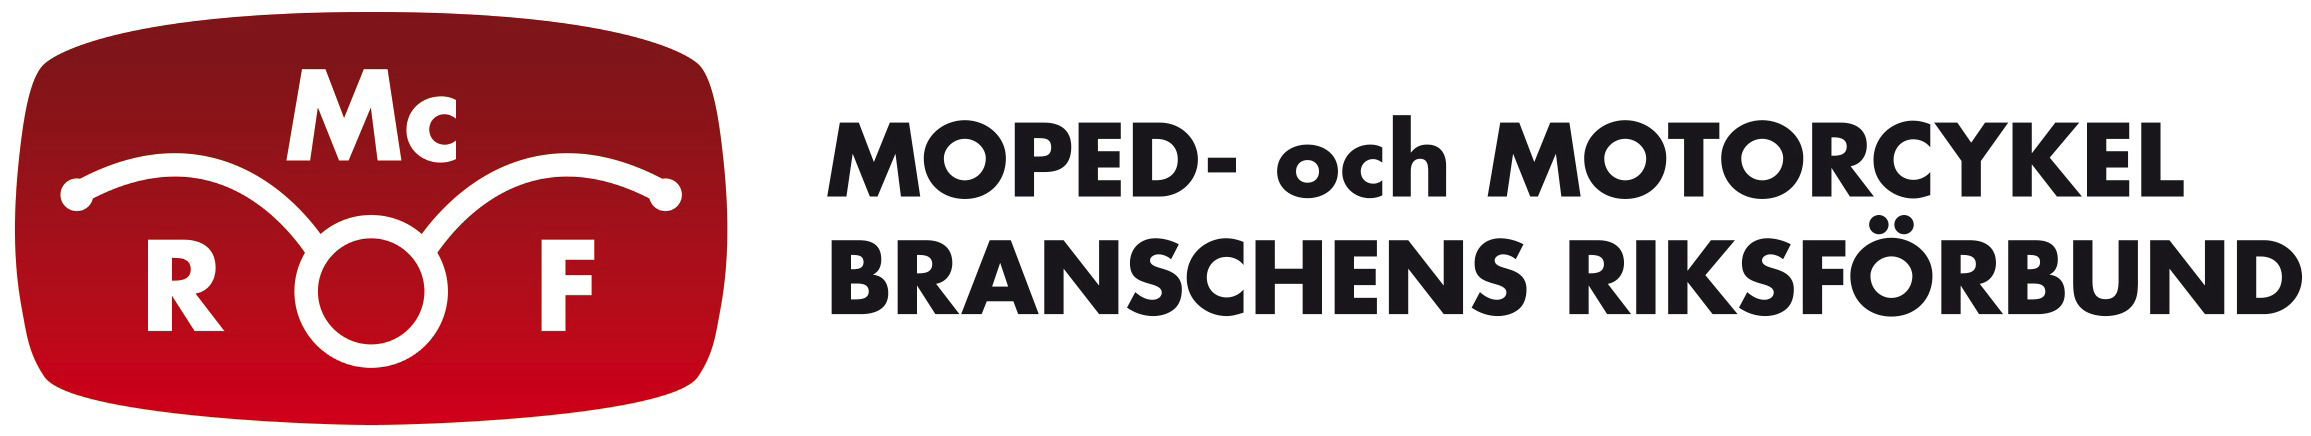 Mc
R F
MOPED- och MOTORCYKEL
BRANSCHENS RIKSFÖRBUND